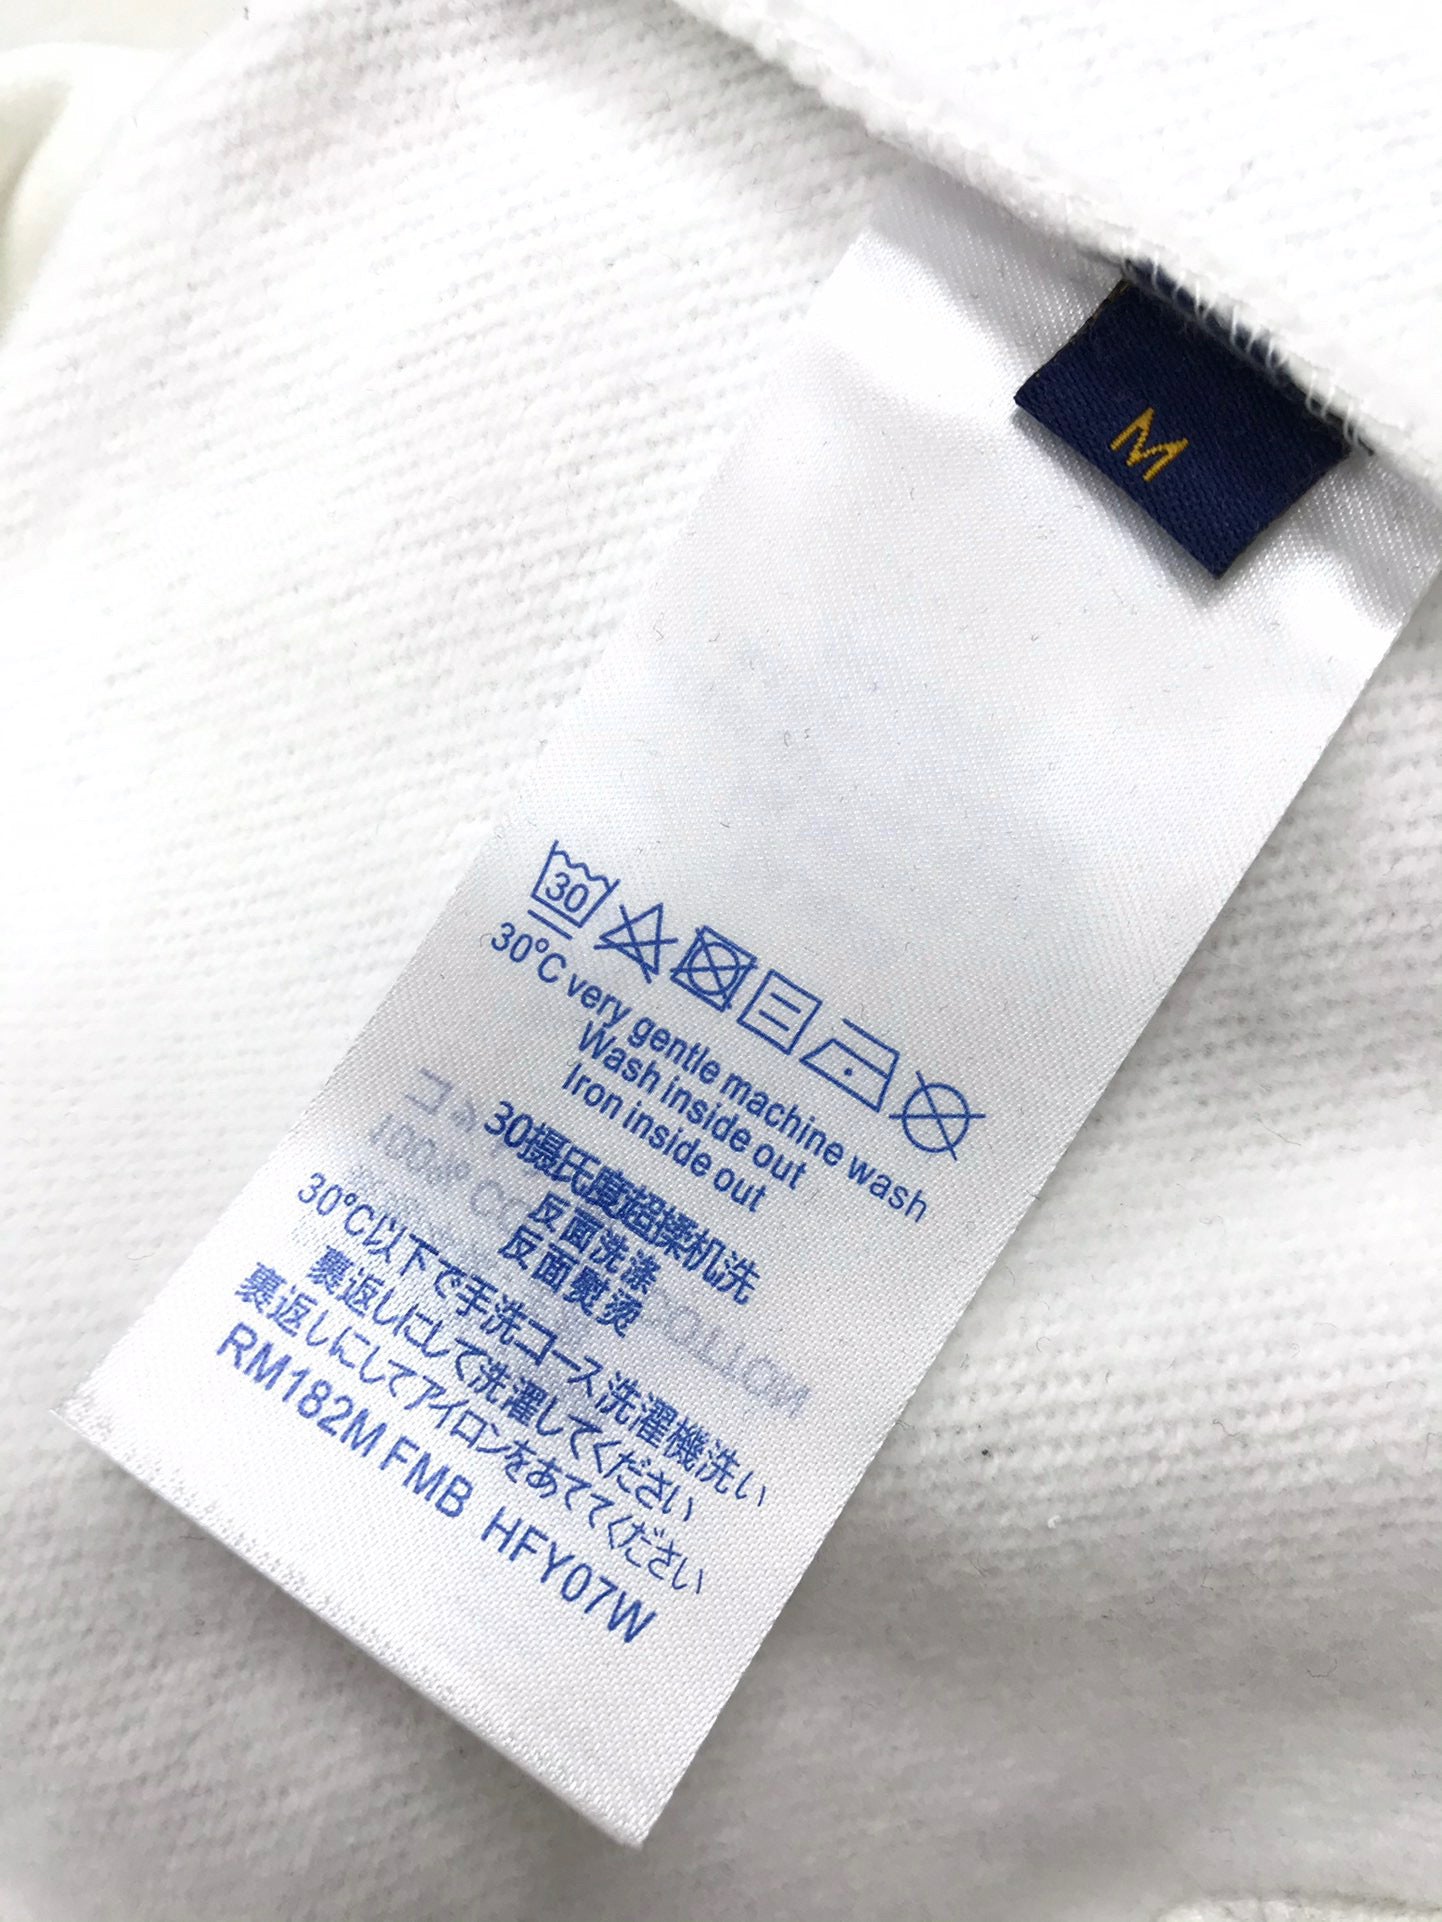 M
30
30°C very gentle machine wash
Wash inside out
Iron inside out
30摄氏度超揉机洗
反面洗涤
反面熨烫
30°C以下で手洗コース洗濯機洗い
裏返しにして洗濯してください
裏返しにしてアイロンをあててください
RM182M FMB HFY07W